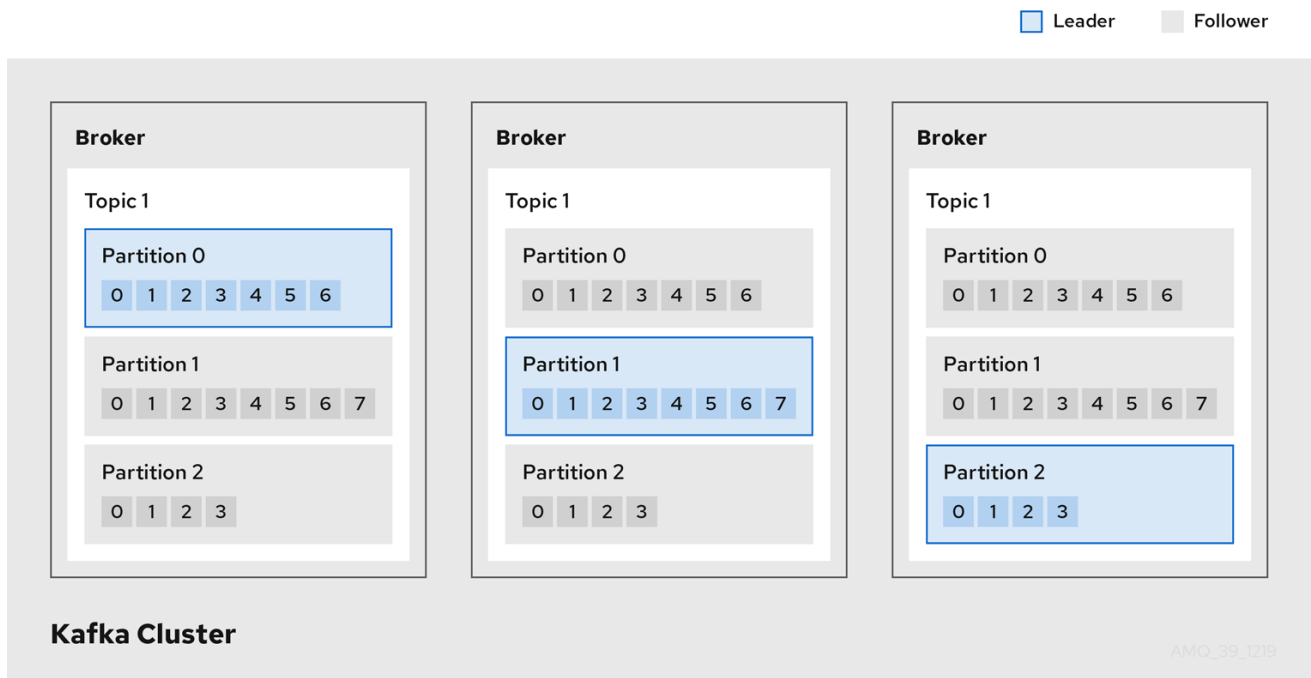 Leader
Follower
Broker
Topic 1
Partition 0
0 1 2 3 4 5 6
Partition 1
0 1 2 3 4 5 6 7
Partition 2
0 1 2 3
Broker
Topic 1
Partition 0
0 1 2 3 4 5 6
Partition 1
0 1 2 3 4 5 6 7
Partition 2
0 1 2 3
Broker
Topic 1
Partition 0
0 1 2 3 4 5 6
Partition 1
0 1 2 3 4 5 6 7
Partition 2
0 1 2 3
Kafka Cluster
AMQ_39_1219